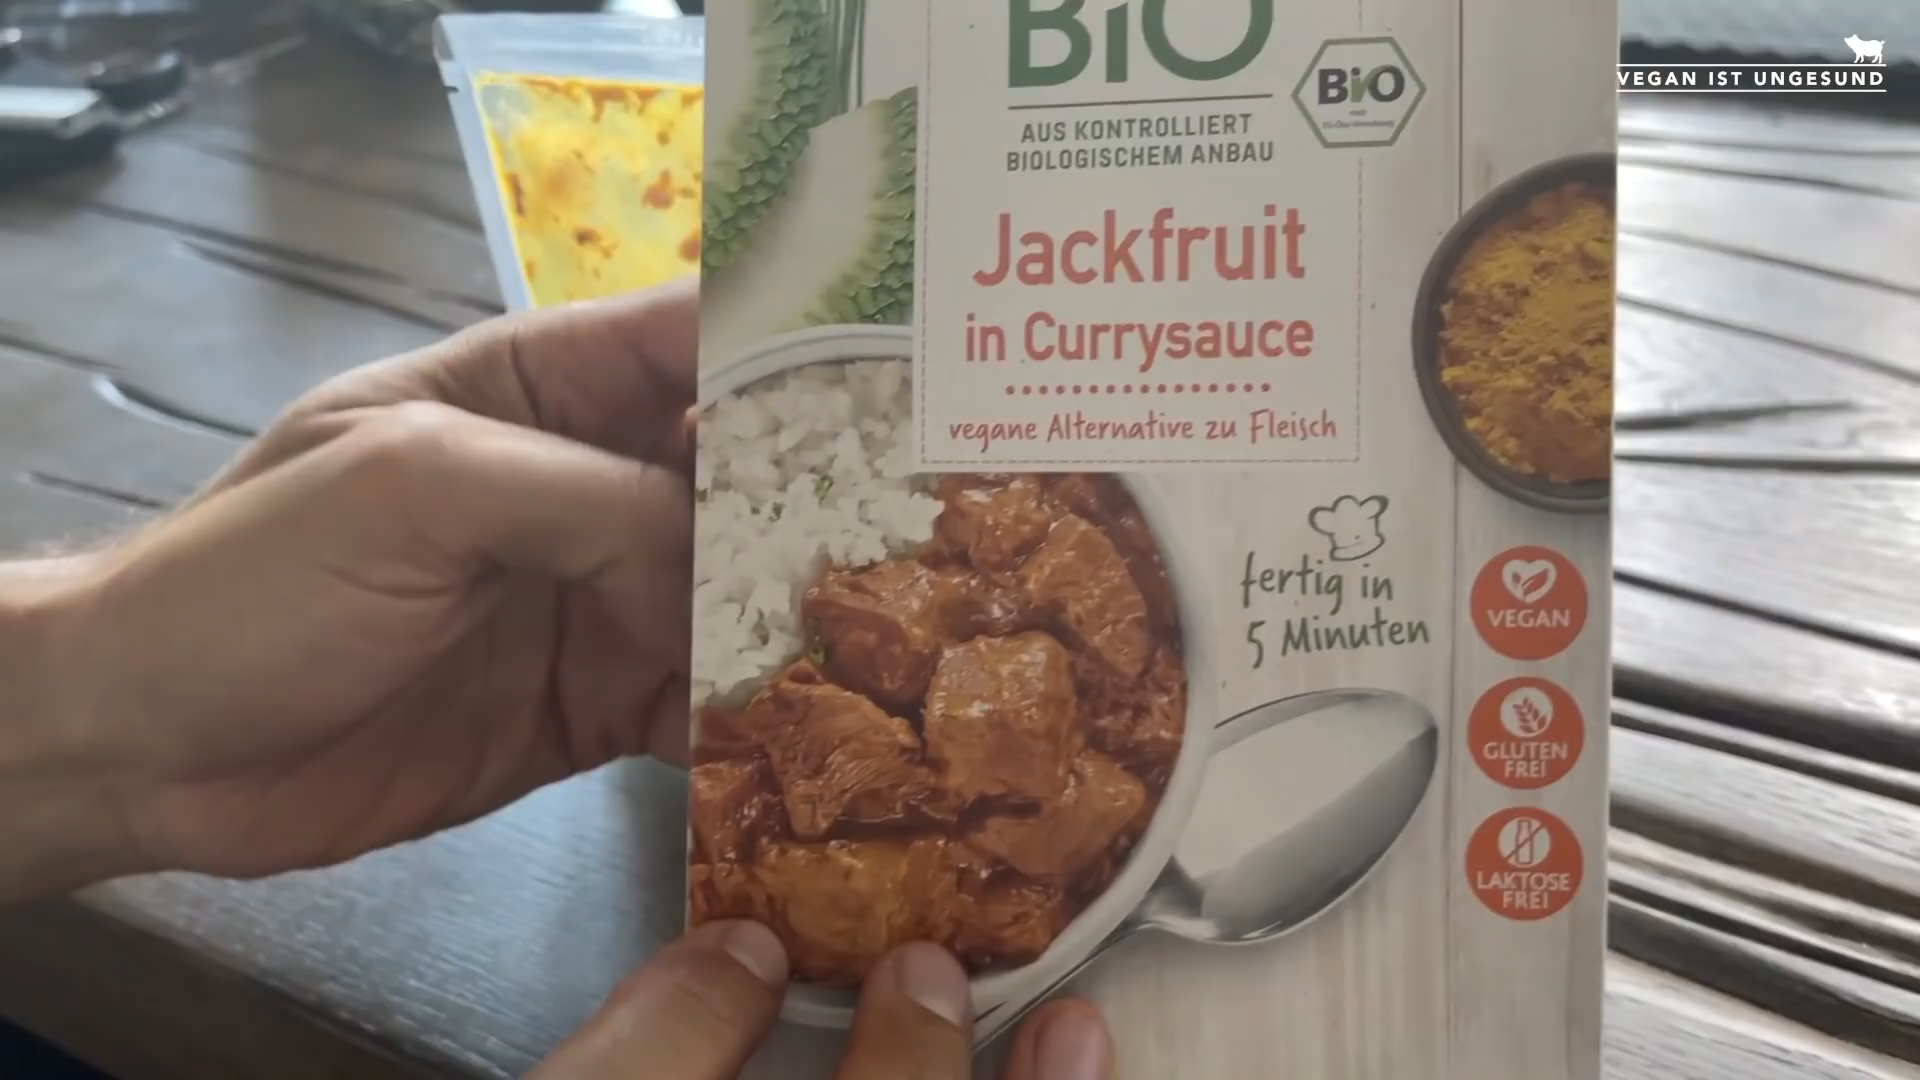 BiO
AUS KONTROLLIERT
BIOLOGISCHEM ANBAU
Bio
Jackfruit
in Currysauce
vegane Alternative zu Fleisch
fertig in
5 Minuten
VEGAN
GLUTEN
FREI
LAKTOSE
FREI
VEGAN IST UNGESUND